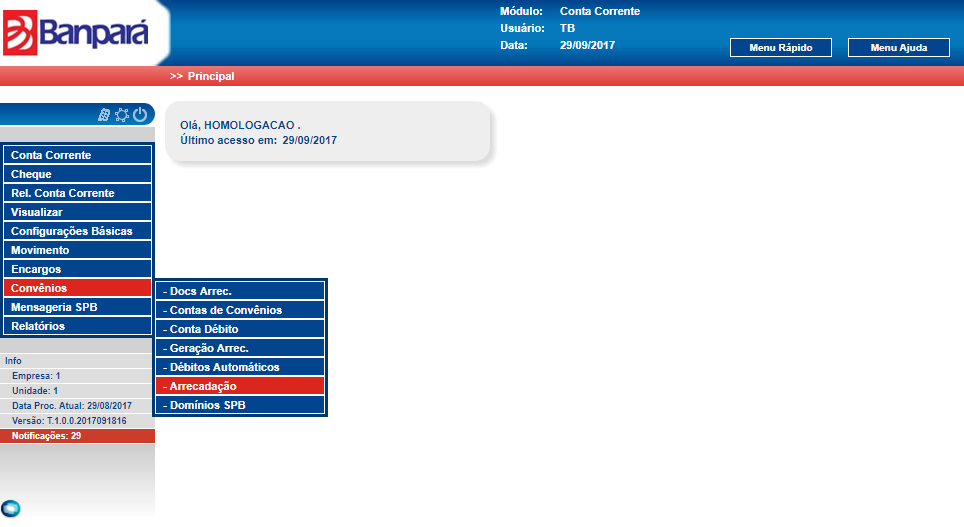 Banpará
Módulo: Conta Corrente
Usuário: TB
Data: 29/09/2017
Menu Rápido
Menu Ajuda
>> Principal
Olá, HOMOLOGACAO .
Último acesso em: 29/09/2017
Conta Corrente
Cheque
Rel. Conta Corrente
Visualizar
Configurações Básicas
Movimento
Encargos
Convênios
Mensageria SPB
Relatórios
- Docs Arrec.
- Contas de Convênios
- Conta Débito
- Geração Arrec.
- Débitos Automáticos
- Arrecadação
- Domínios SPB
Info
Empresa: 1
Unidade: 1
Data Proc. Atual: 29/08/2017
Versão: T.1.0.0.2017091816
Notificações: 29